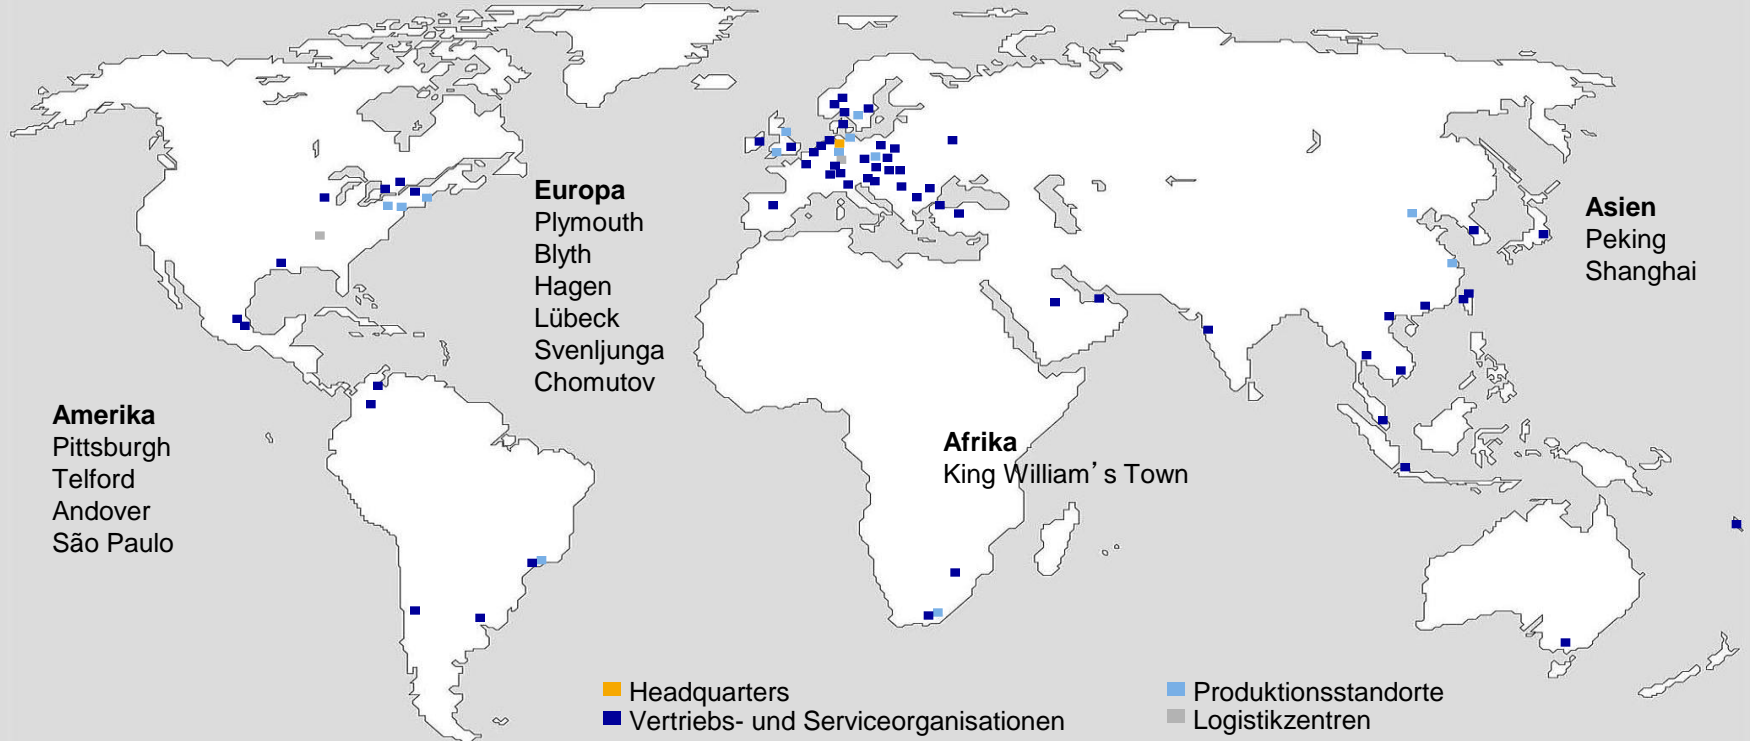 Europa
Plymouth
Blyth
Hagen
Lübeck
Svenljunga
Chomutov
Asien
Peking
Shanghai
Amerika
Pittsburgh
Telford
Andover
São Paulo
Afrika
King William’s Town
Headquarters
Vertriebs- und Serviceorganisationen
Produktionsstandorte
Logistikzentren